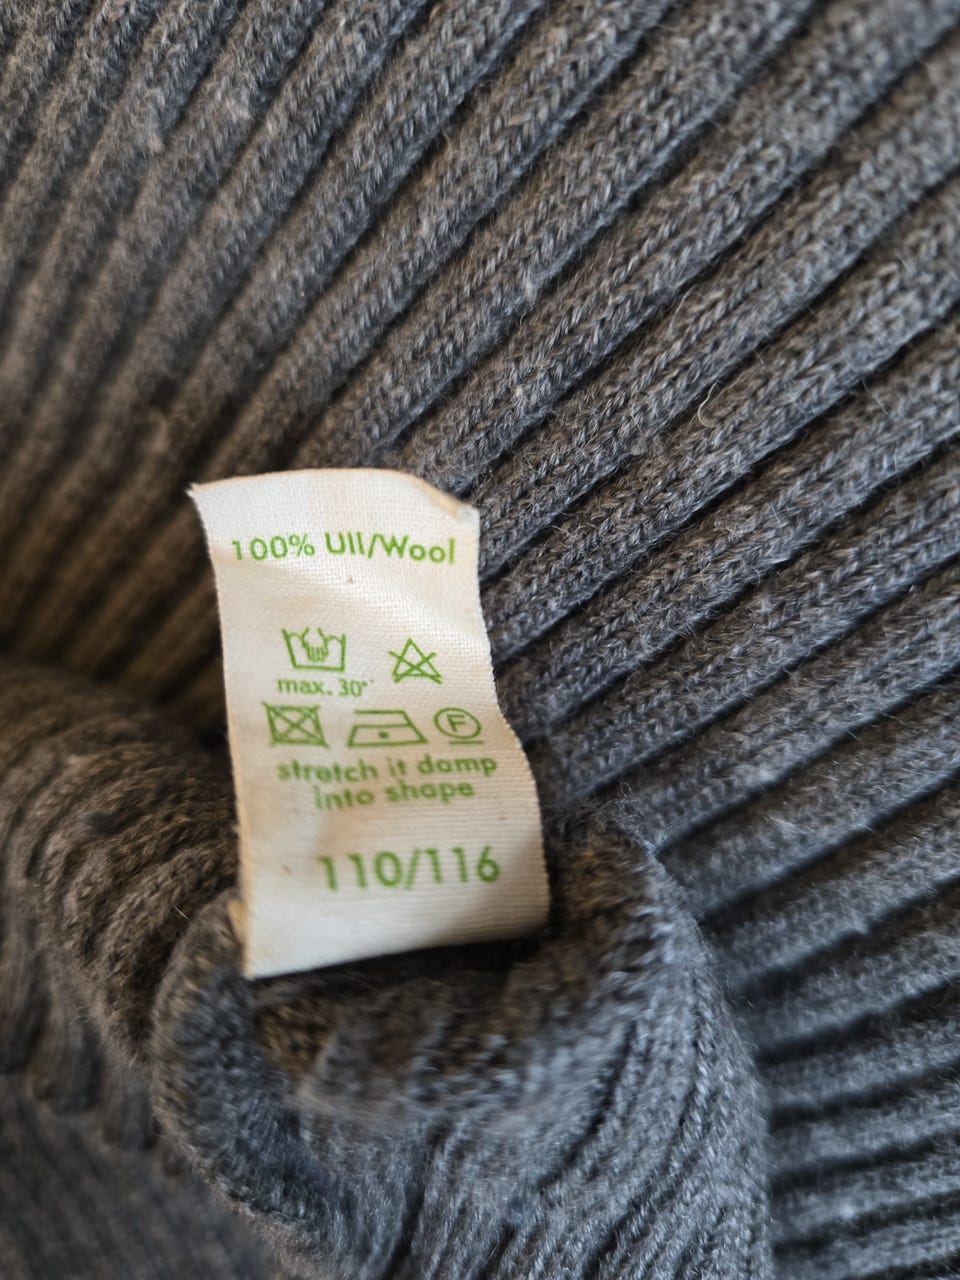 100% Ull/Wool
max. 30°
F
stretch it damp
into shape
110/116